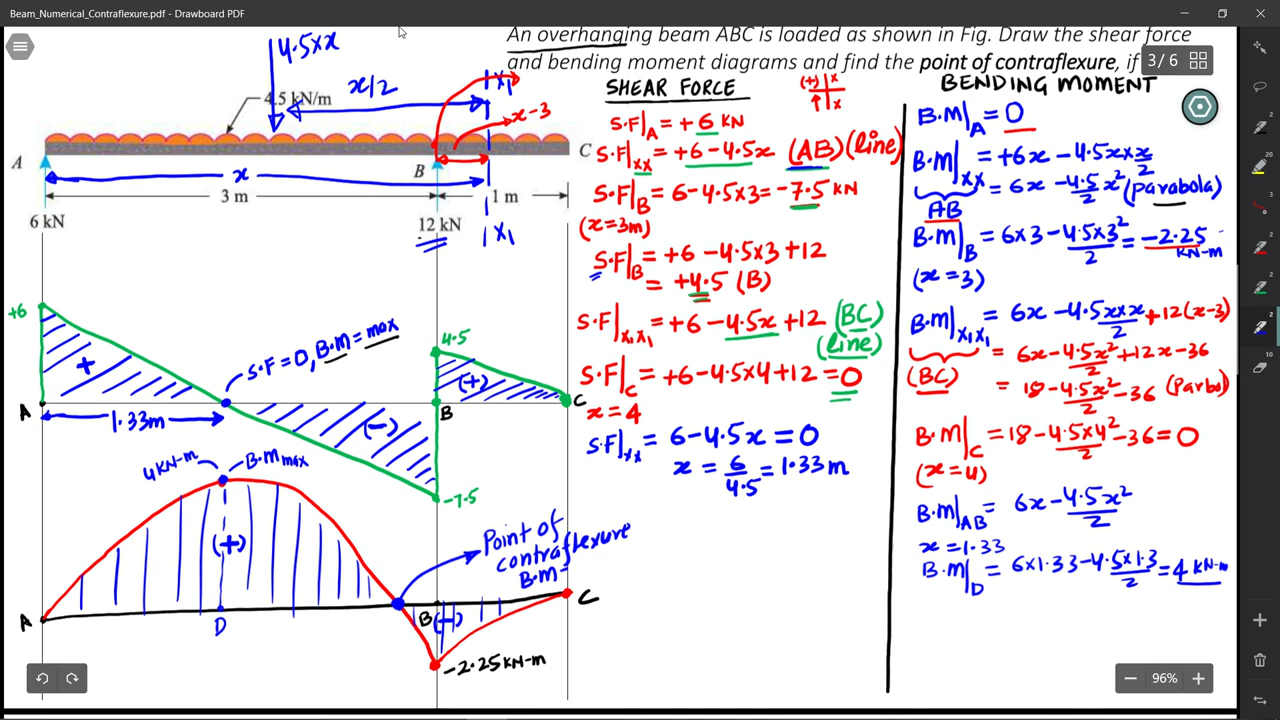 Beam_Numerical_Contraflexure.pdf - Drawboard PDF
An overhanging beam ABC is loaded as shown in Fig. Draw the shear force
and bending moment diagrams and find the point of contraflexure, if
3 / 6
4.5xx
x/2
4.5 kN/m
x1
x-3
A
B
C
x
3 m
1 m
6 kN
12 kN
x1
+6
+
S.F=0, B.M=max
4.5
(+)
A
1.33m
B
C
(-)
-7.5
4KN-m
B.Mmax
(+)
Point of
contraflexure
B.M=
A
D
B
(-)
C
-2.25KN-m
SHEAR FORCE
(+) x
x
S.F|A = +6 KN
S.F|xx = +6-4.5x (AB) (line)
S.F|B = 6-4.5x3 = -7.5 KN
(x=3m)
S.F|B = +6-4.5x3+12
= +4.5 (B)
S.F|x1x1 = +6-4.5x+12 (BC)
(line)
S.F|C = +6-4.5x4+12 = 0
x=4
S.F|xx = 6-4.5x = 0
x = 6/4.5 = 1.33 m
BENDING MOMENT
B.M|A = 0
B.M|xx = +6x-4.5xx x/2
AB = 6x - 4.5/2 x² (parabola)
B.M|B = 6x3 - 4.5x3²/2 = -2.25 KN-m
(x=3)
B.M|x1x1 = 6x - 4.5xxx/2 + 12(x-3)
(BC) = 6x - 4.5x²/2 + 12x - 36
= 18 - 4.5x²/2 - 36 (Parbo)
B.M|C = 18 - 4.5x4²/2 - 36 = 0
(x=4)
B.M|AB = 6x - 4.5x²/2
x=1.33
B.M|D = 6x1.33 - 4.5x1.3/2 = 4 KN-m
96%